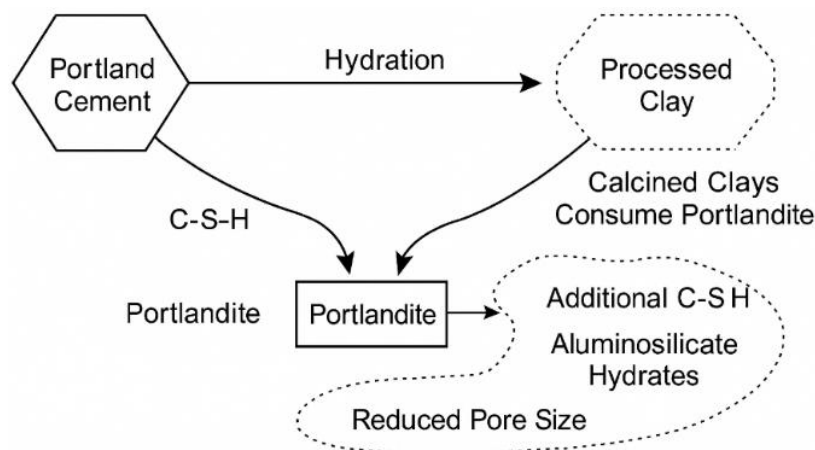 Portland
Cement
Hydration
Processed
Clay
C-S-H
Calcined Clays
Consume Portlandite
Portlandite
Portlandite
Additional C-S H
Aluminosilicate
Hydrates
Reduced Pore Size